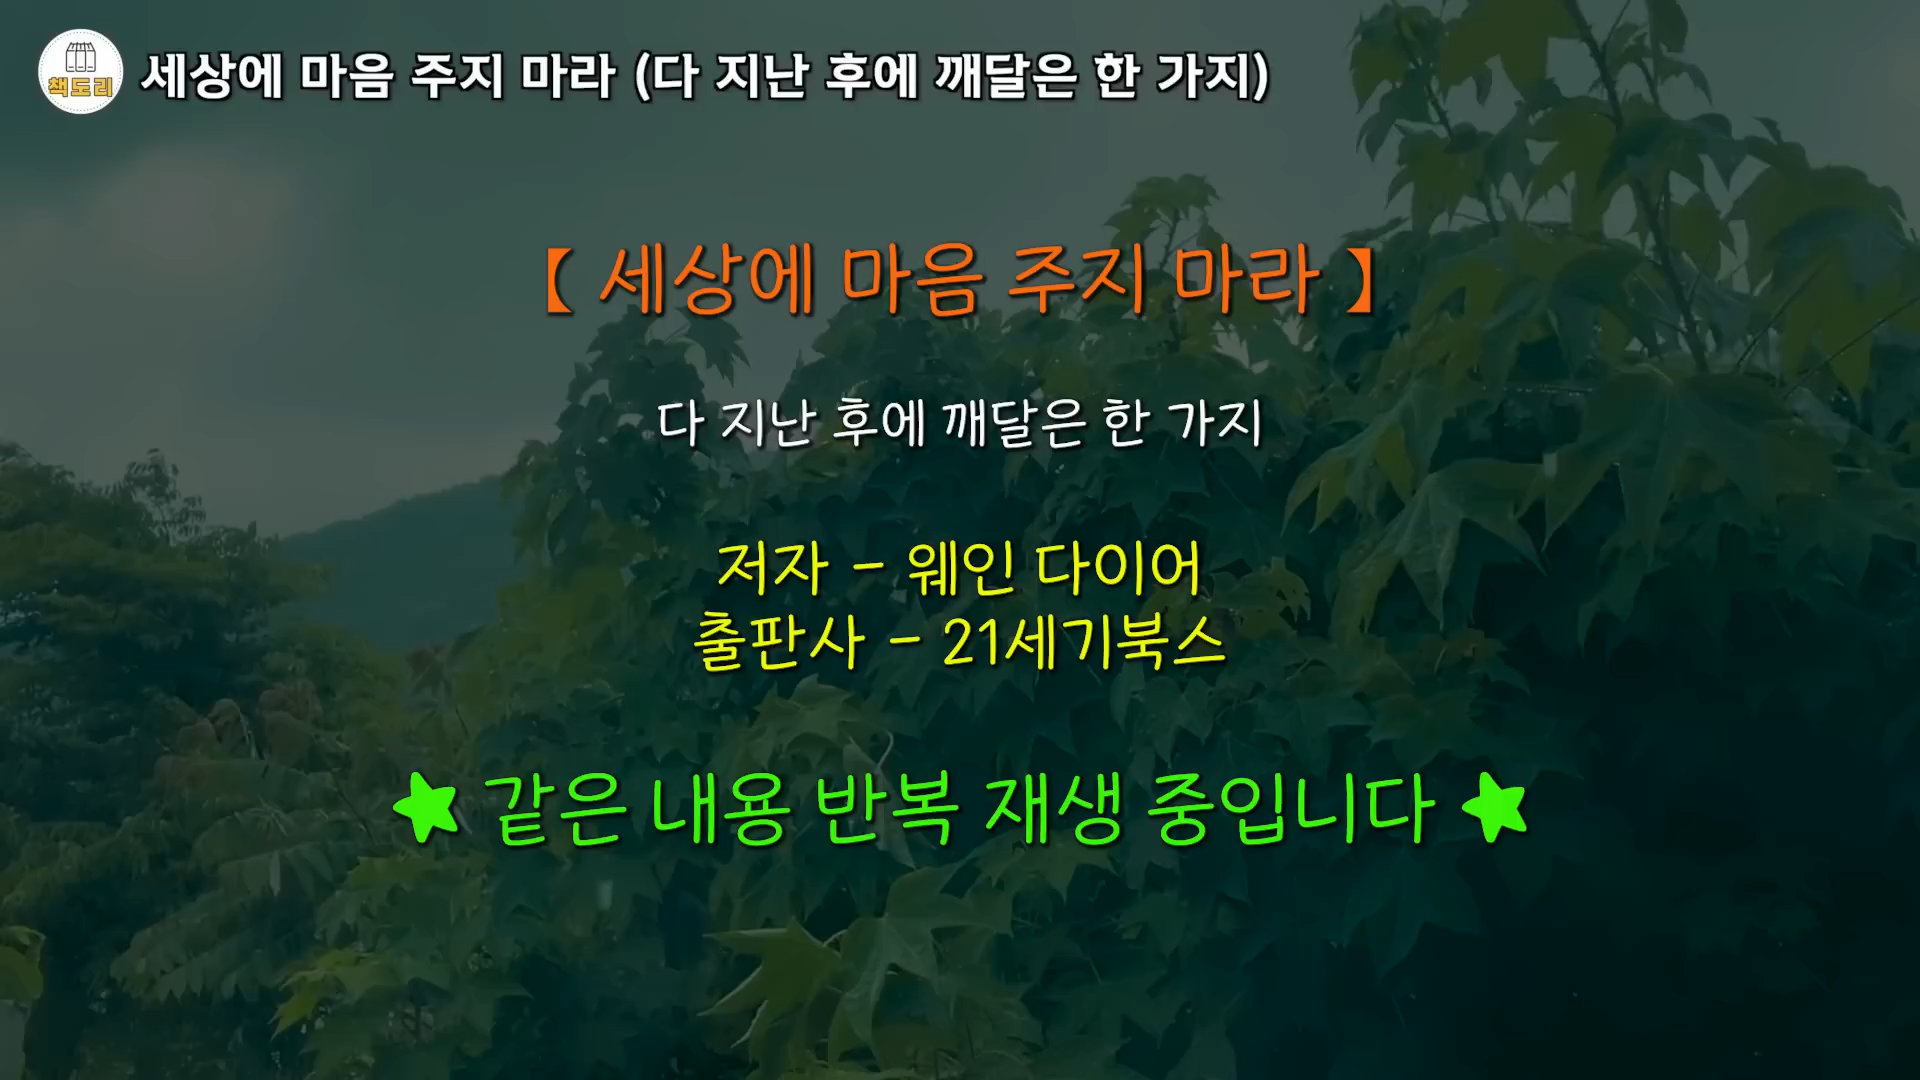 책도리
세상에 마음 주지 마라 (다 지난 후에 깨달은 한 가지)
【 세상에 마음 주지 마라 】
다 지난 후에 깨달은 한 가지
저자 - 웨인 다이어
출판사 - 21세기북스
★ 같은 내용 반복 재생 중입니다 ★